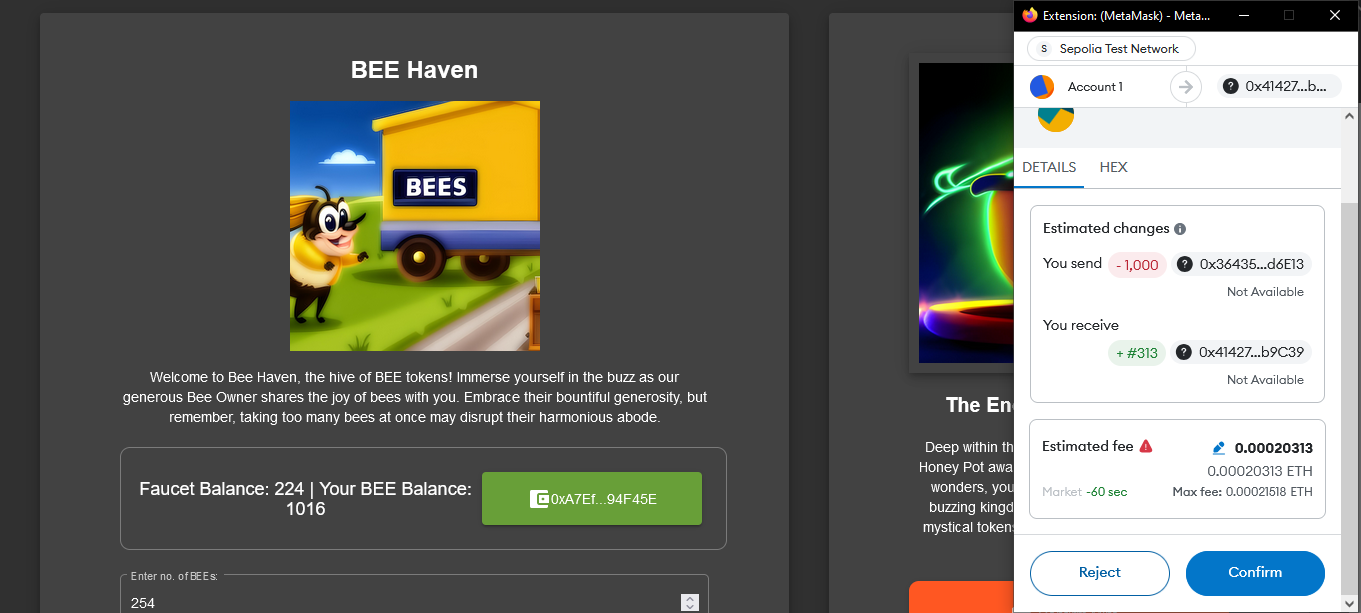 BEE Haven
BEES
Welcome to Bee Haven, the hive of BEE tokens! Immerse yourself in the buzz as our
generous Bee Owner shares the joy of bees with you. Embrace their bountiful generosity, but
remember, taking too many bees at once may disrupt their harmonious abode.
Faucet Balance: 224 | Your BEE Balance:
1016
0xA7Ef...94F45E
Enter no. of BEEs:
254
The En
Deep within th
Honey Pot awa
wonders, you
buzzing kingd
mystical tokens
Extension: (MetaMask) - Meta...
S Sepolia Test Network
Account 1
? 0x41427...b...
DETAILS HEX
Estimated changes
You send - 1,000 ? 0x36435...d6E13
Not Available
You receive
+ #313 ? 0x41427...b9C39
Not Available
Estimated fee 0.00020313
0.00020313 ETH
Market -60 sec Max fee: 0.00021518 ETH
Reject Confirm